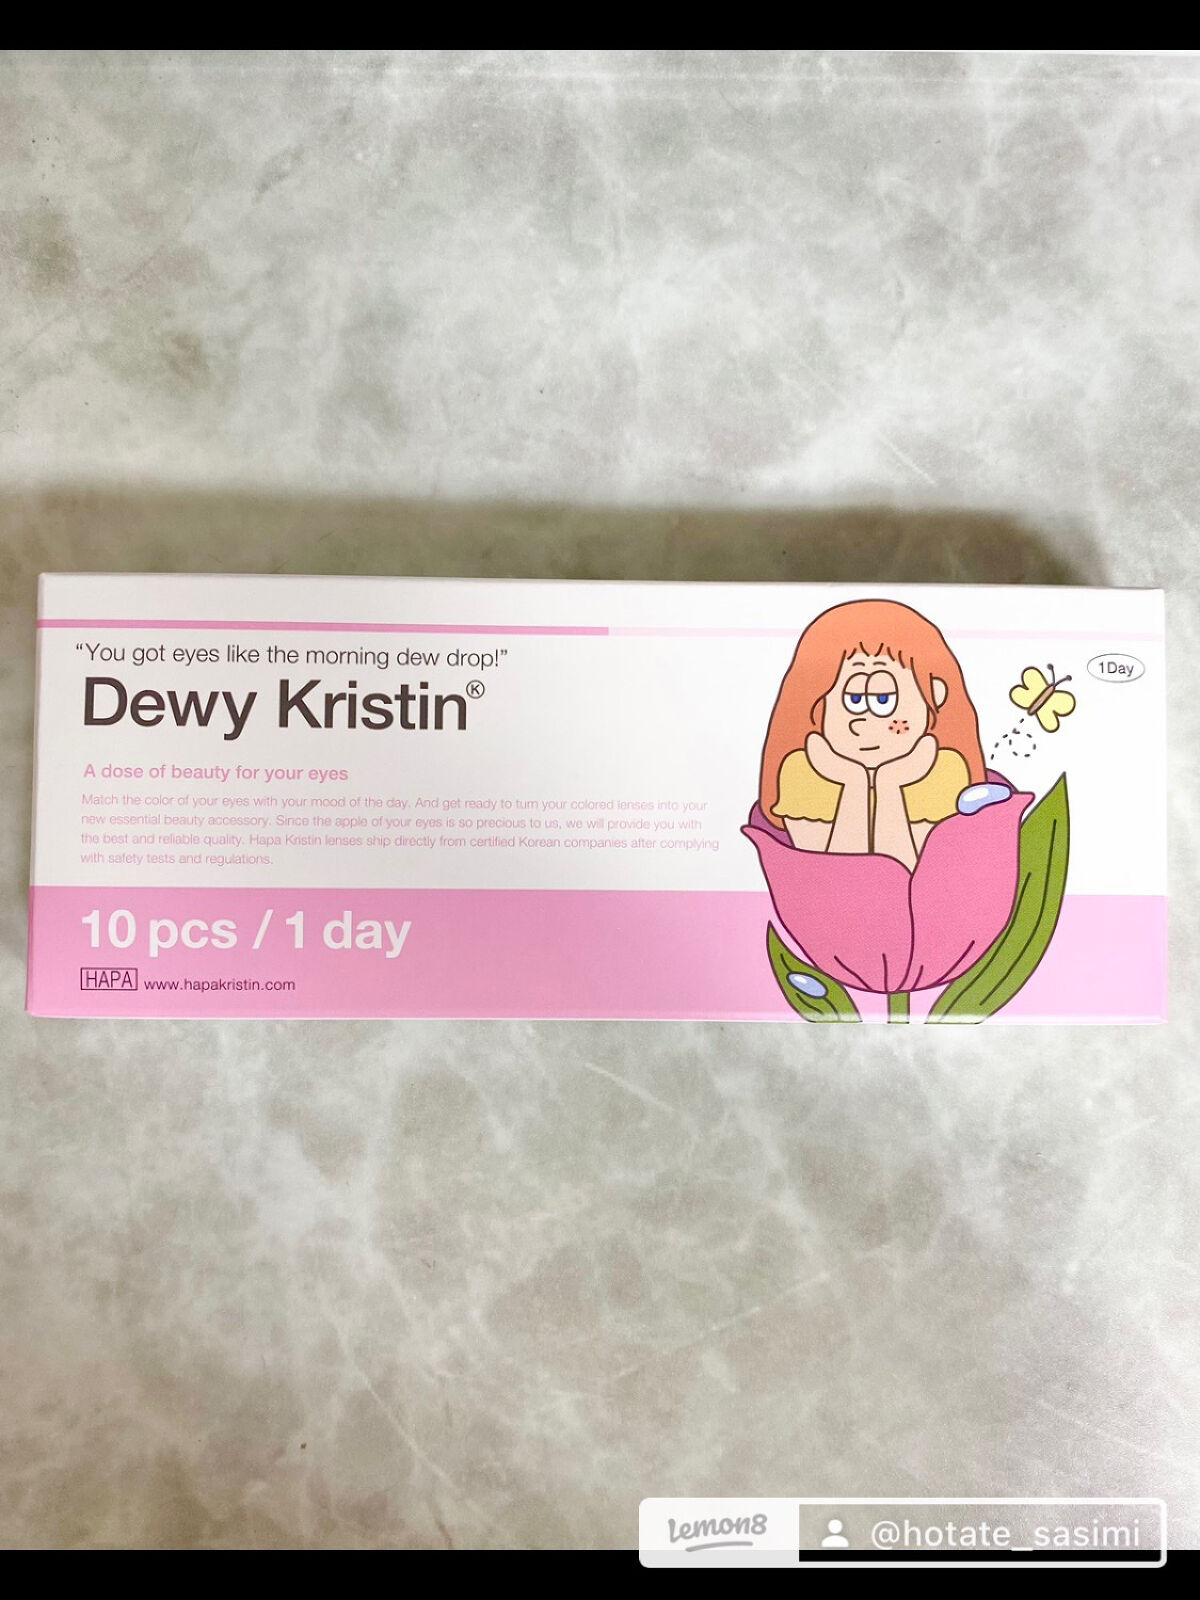 “You got eyes like the morning dew drop!”
Dewy Kristin®
1Day
A dose of beauty for your eyes
Match the color of your eyes with your mood of the day. And get ready to turn your colored lenses into your
new essential beauty accessory. Since the apple of your eyes is so precious to us, we will provide you with
the best and reliable quality. Hapa Kristin lenses ship directly from certified Korean companies after complying
with safety tests and regulations.
10 pcs / 1 day
HAPA www.hapakristin.com
lemon8 @hotate_sasimi